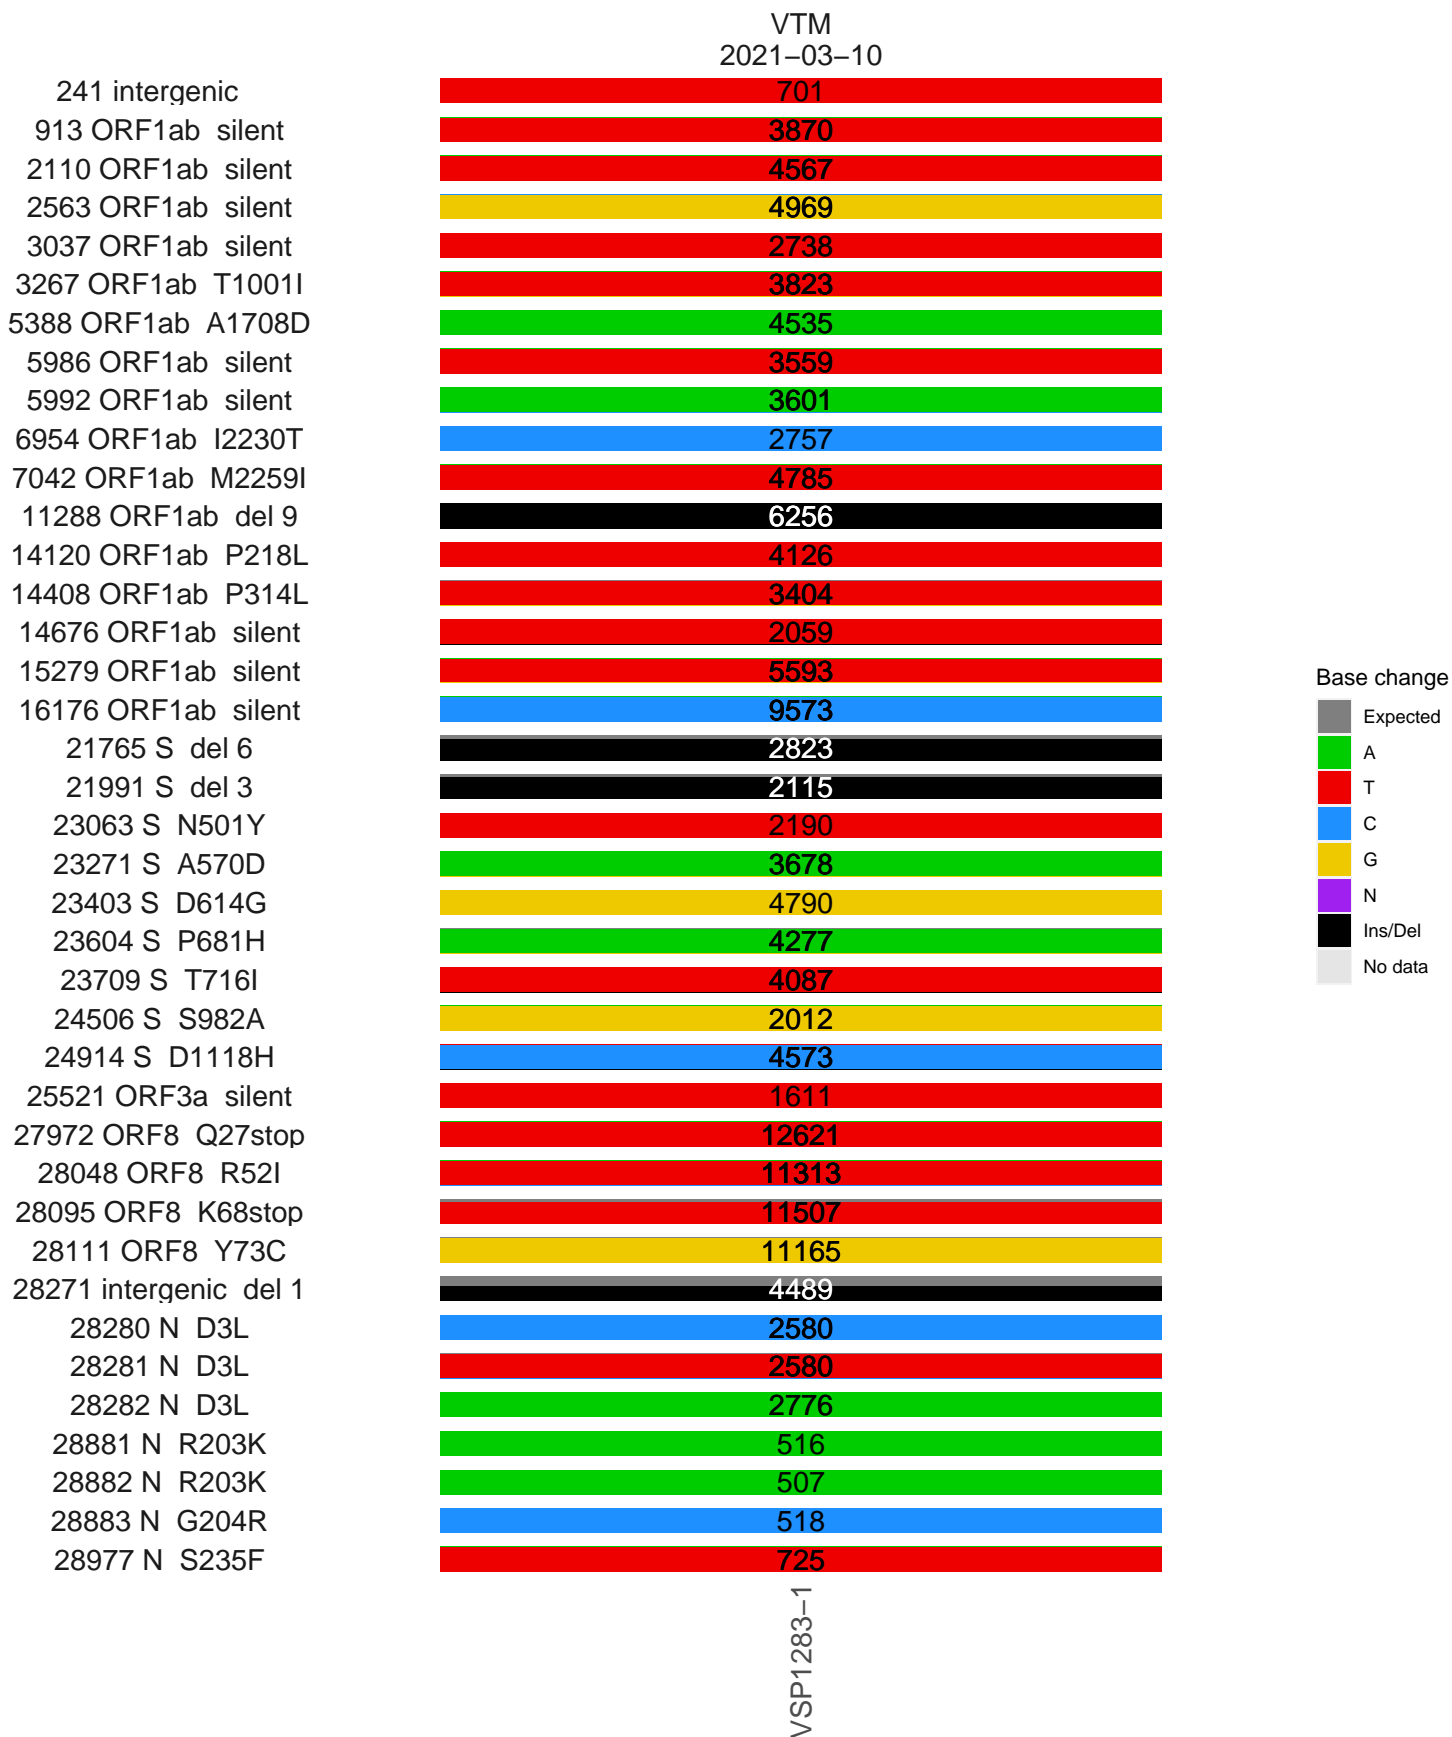 VTM
2021−03−10
241 intergenic 701
913 ORF1ab silent 3870
2110 ORF1ab silent 4567
2563 ORF1ab silent 4969
3037 ORF1ab silent 2738
3267 ORF1ab T1001I 3823
5388 ORF1ab A1708D 4535
5986 ORF1ab silent 3559
5992 ORF1ab silent 3601
6954 ORF1ab I2230T 2757
7042 ORF1ab M2259I 4785
11288 ORF1ab del 9 6256
14120 ORF1ab P218L 4126
14408 ORF1ab P314L 3404
14676 ORF1ab silent 2059
15279 ORF1ab silent 5593
16176 ORF1ab silent 9573
21765 S del 6 2823
21991 S del 3 2115
23063 S N501Y 2190
23271 S A570D 3678
23403 S D614G 4790
23604 S P681H 4277
23709 S T716I 4087
24506 S S982A 2012
24914 S D1118H 4573
25521 ORF3a silent 1611
27972 ORF8 Q27stop 12621
28048 ORF8 R52I 11313
28095 ORF8 K68stop 11507
28111 ORF8 Y73C 11165
28271 intergenic del 1 4489
28280 N D3L 2580
28281 N D3L 2580
28282 N D3L 2776
28881 N R203K 516
28882 N R203K 507
28883 N G204R 518
28977 N S235F 725
VSP1283−1
Base change
Expected
A
T
C
G
N
Ins/Del
No data